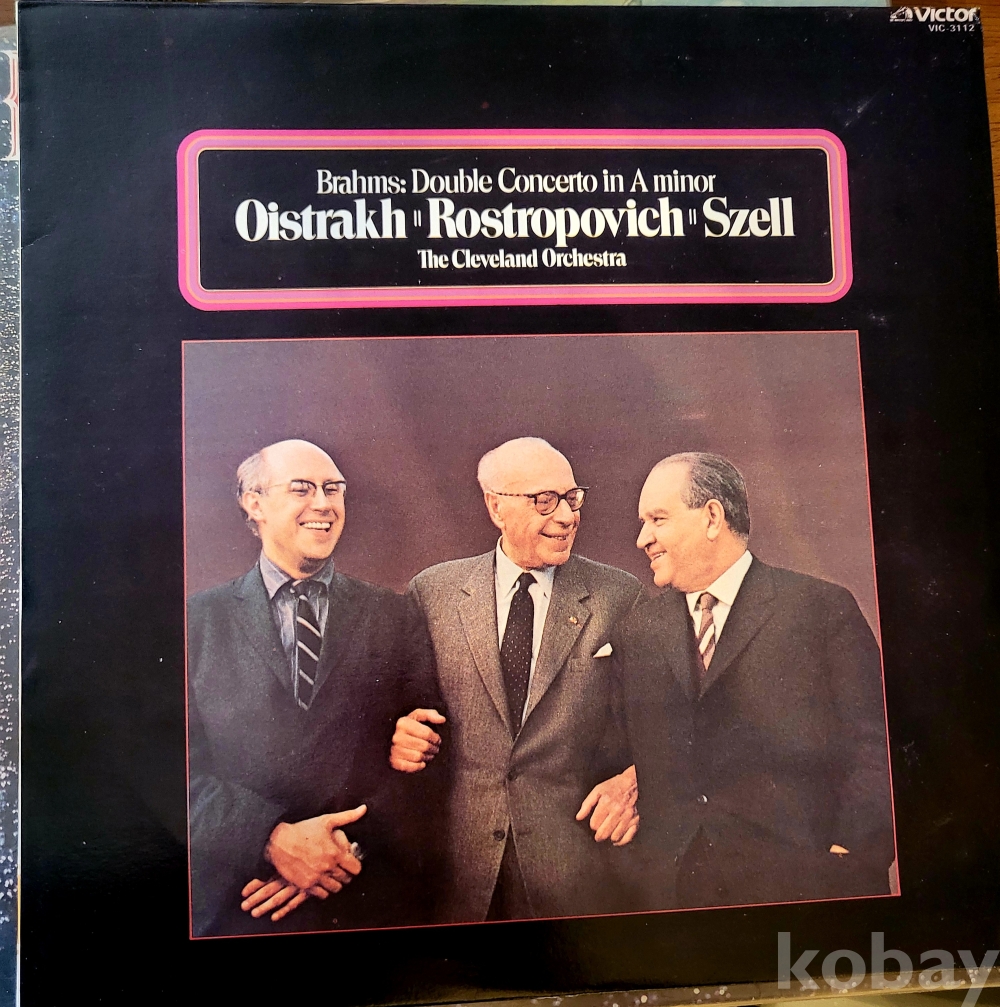 Victor
VIC-3112
Brahms: Double Concerto in A minor
Oistrakh "Rostropovich" Szell
The Cleveland Orchestra
kobay